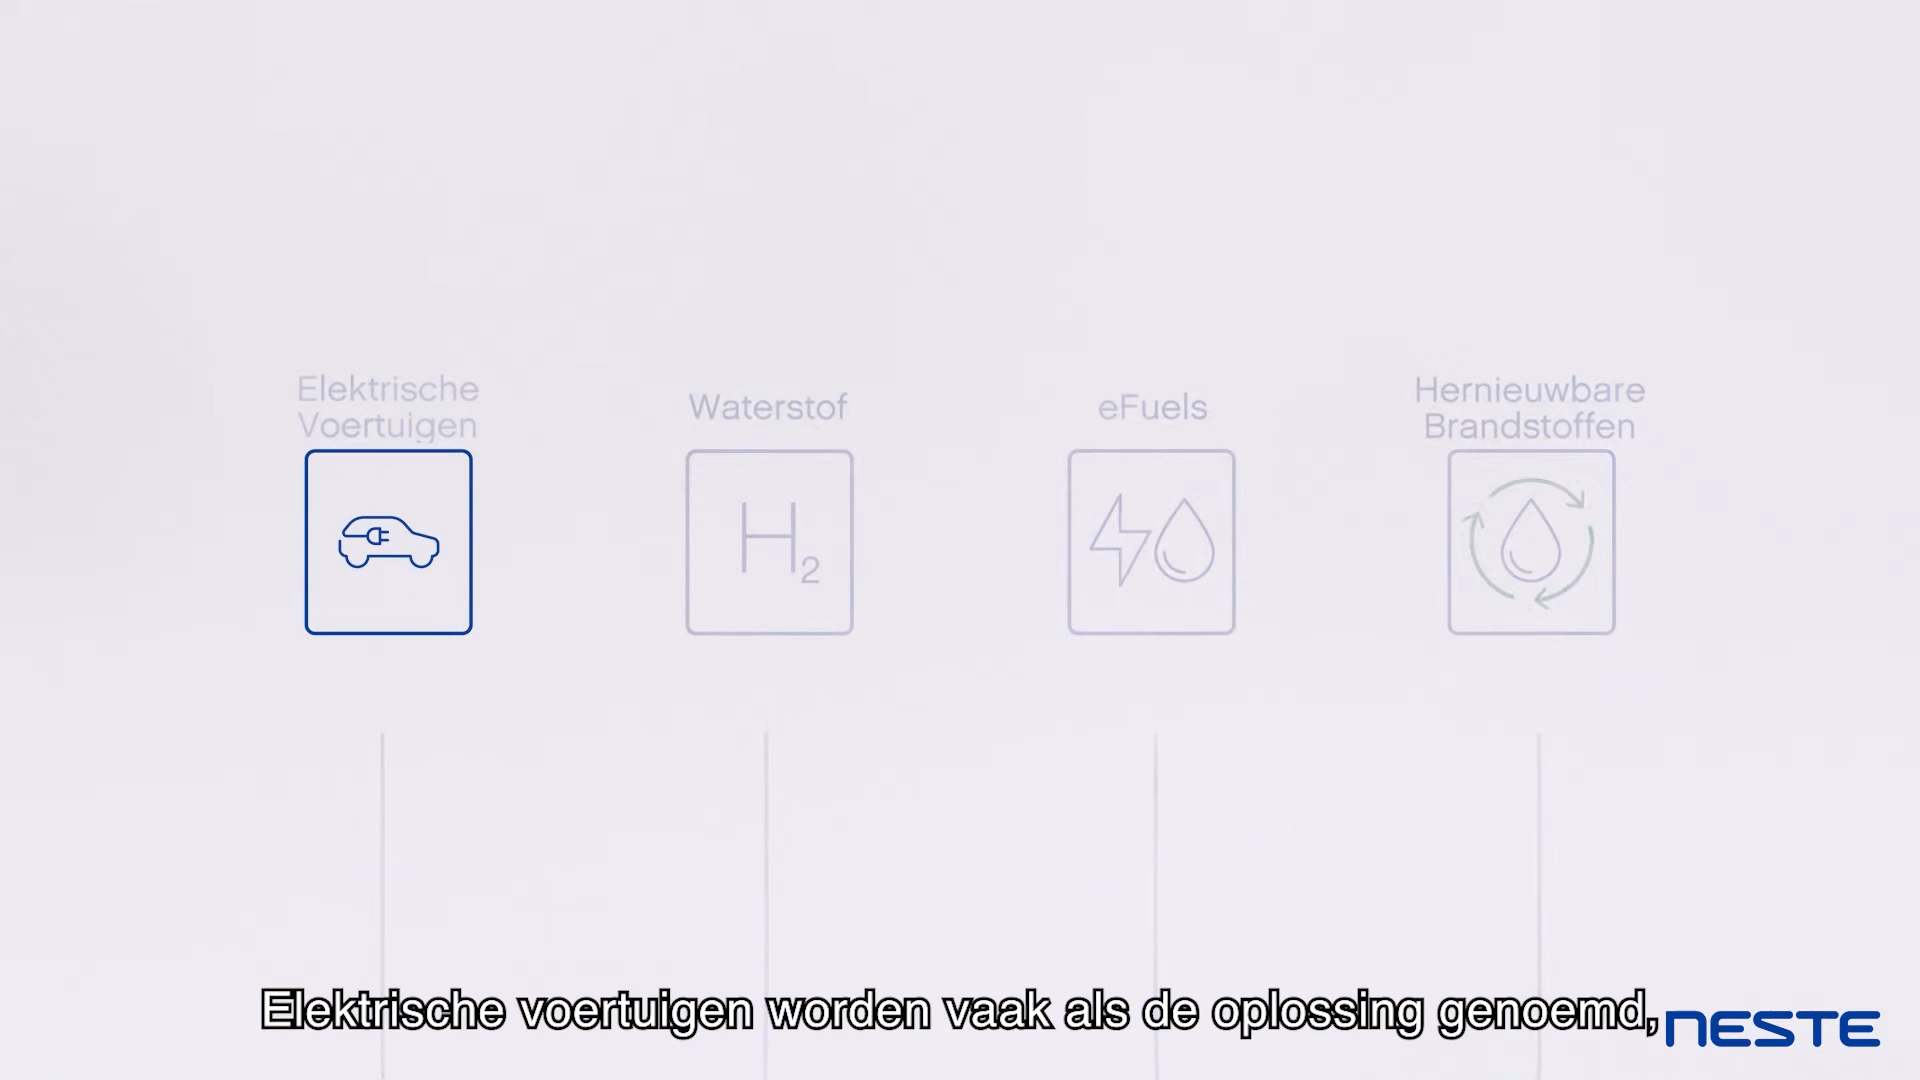 Elektrische
Voertuigen
Waterstof
eFuels
Hernieuwbare
Brandstoffen
H2
Elektrische voertuigen worden vaak als de oplossing genoemd,
NESTE